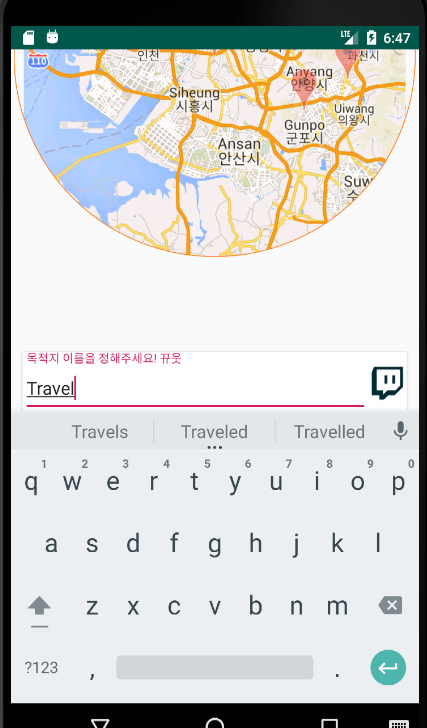 LTE 6:47
인천
110
과천시
Anyang
안양시
Siheung
시흥시
Uiwang
의왕시
Gunpo
군포시
Ansan
안산시
Suw
목적지 이름을 정해주세요! 뀨웃
Travel
Travels Traveled Travelled
1 2 3 4 5 6 7 8 9 0
q w e r t y u i o p
a s d f g h j k l
z x c v b n m
?123 , .